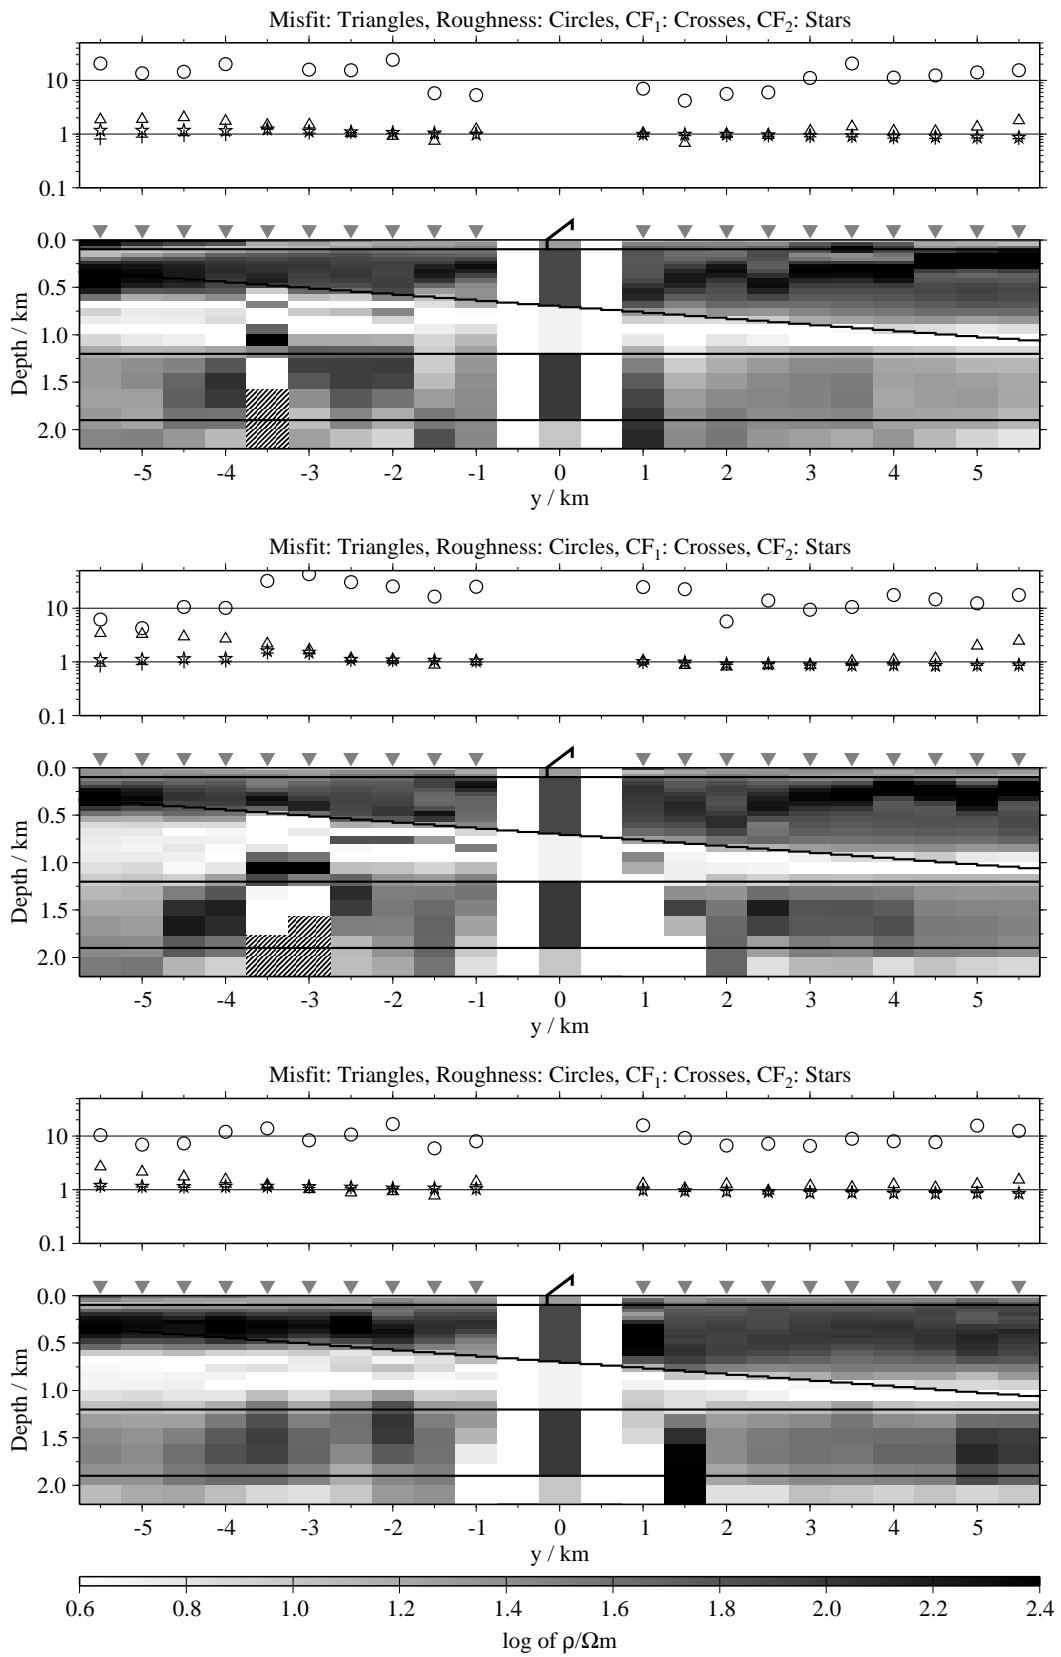 Misfit: Triangles, Roughness: Circles, CF₁: Crosses, CF₂: Stars
10
1
0.1
0.0
0.5
1.0
1.5
2.0
Depth / km
-5 -4 -3 -2 -1 0 1 2 3 4 5
y / km
Misfit: Triangles, Roughness: Circles, CF₁: Crosses, CF₂: Stars
10
1
0.1
0.0
0.5
1.0
1.5
2.0
Depth / km
-5 -4 -3 -2 -1 0 1 2 3 4 5
y / km
Misfit: Triangles, Roughness: Circles, CF₁: Crosses, CF₂: Stars
10
1
0.1
0.0
0.5
1.0
1.5
2.0
Depth / km
-5 -4 -3 -2 -1 0 1 2 3 4 5
y / km
0.6 0.8 1.0 1.2 1.4 1.6 1.8 2.0 2.2 2.4
log of ρ/Ωm